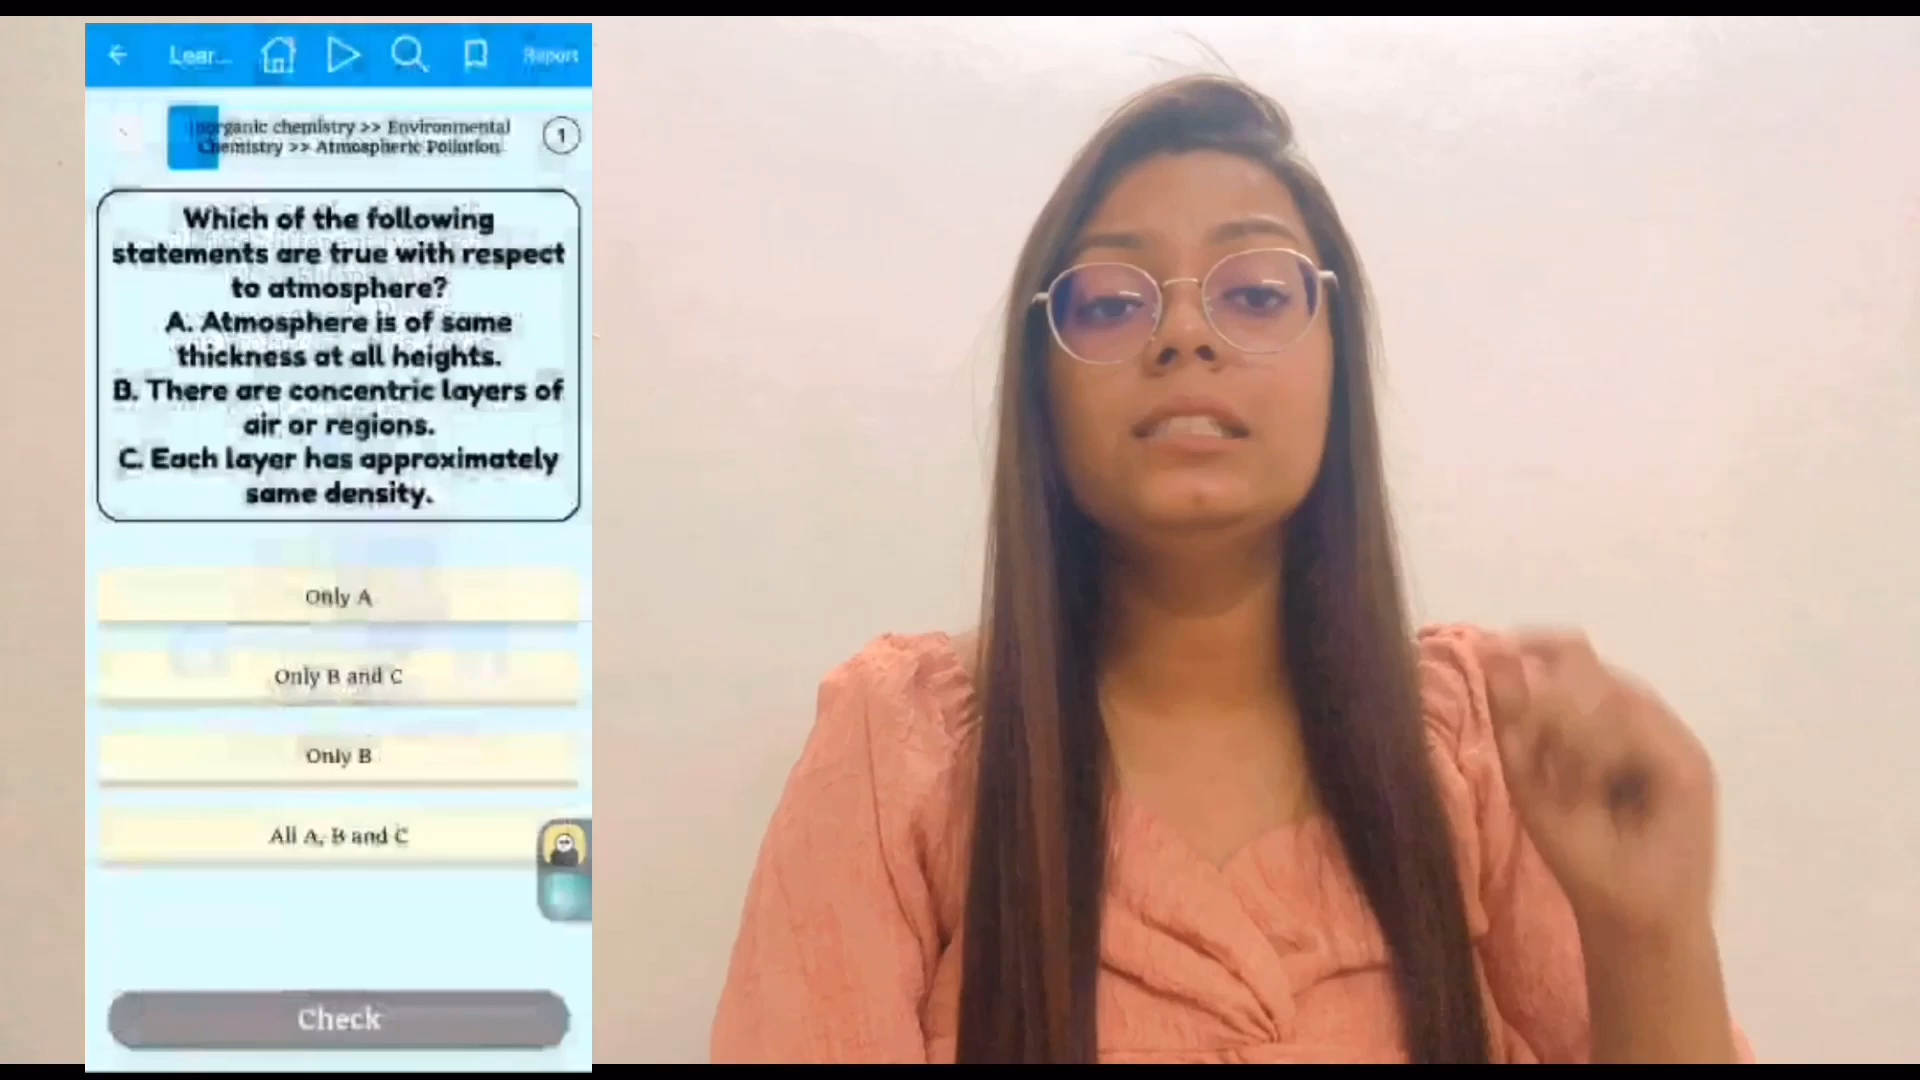 Lear...
Report
Inorganic chemistry >> Environmental
Chemistry >> Atmospheric Pollution
1
Which of the following
statements are true with respect
to atmosphere?
A. Atmosphere is of same
thickness at all heights.
B. There are concentric layers of
air or regions.
C. Each layer has approximately
same density.
Only A
Only B and C
Only B
All A, B and C
Check